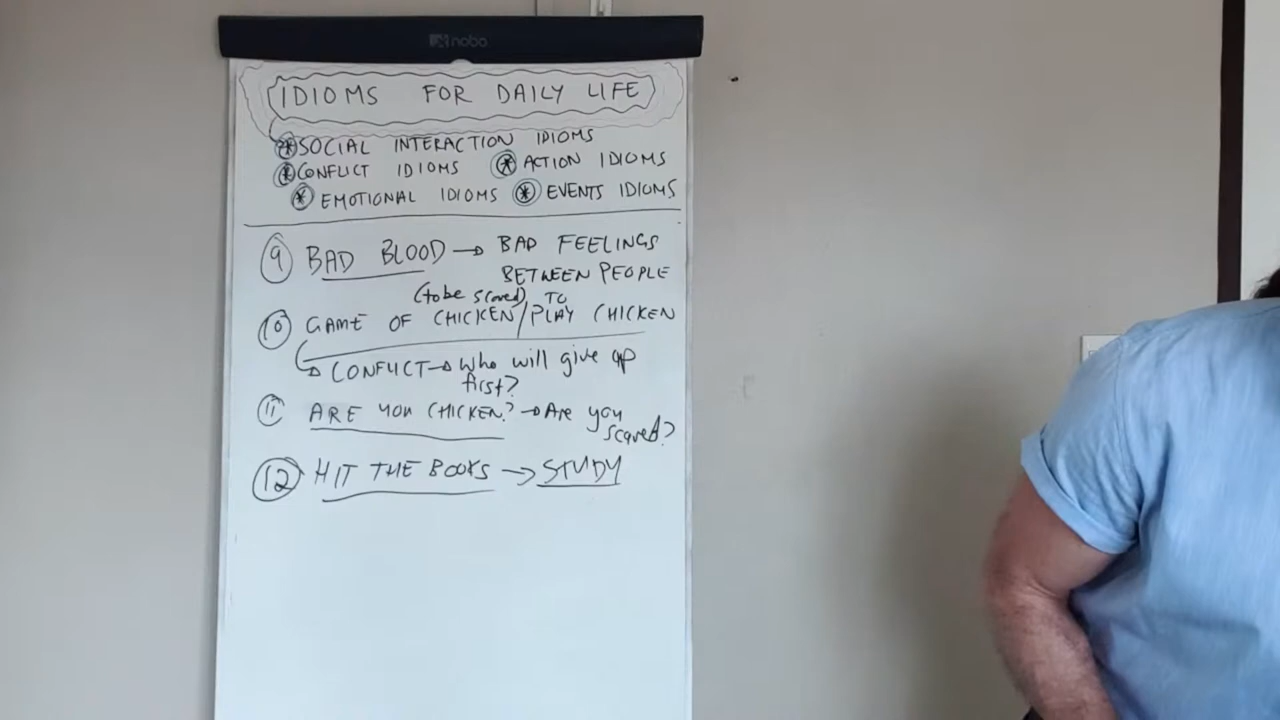 nobo
IDIOMS FOR DAILY LIFE
* SOCIAL INTERACTION IDIOMS
* CONFLICT IDIOMS * ACTION IDIOMS
* EMOTIONAL IDIOMS * EVENTS IDIOMS
9 BAD BLOOD → BAD FEELINGS
BETWEEN PEOPLE
(to be scared) TO
10 GAME OF CHICKEN / PLAY CHICKEN
→ CONFLICT → Who will give up
first?
11 ARE YOU CHICKEN? → Are you
scared?
12 HIT THE BOOKS → STUDY